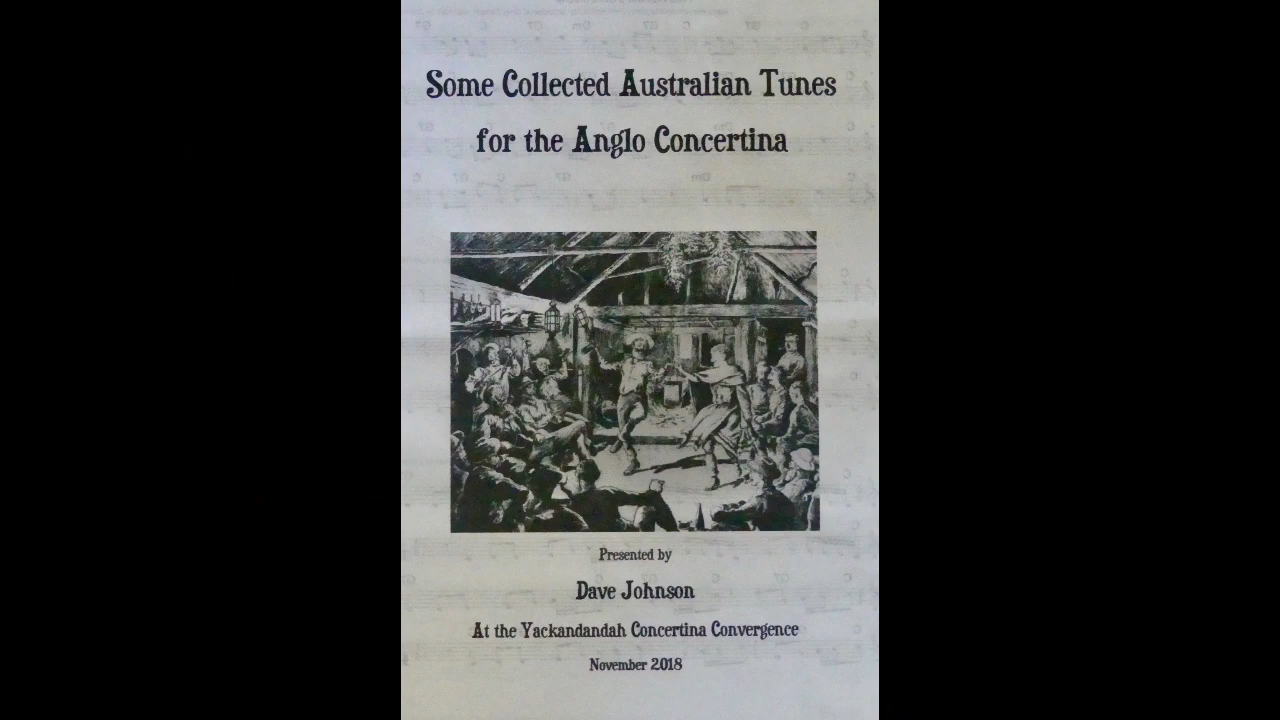 Some Collected Australian Tunes
for the Anglo Concertina
Presented by
Dave Johnson
At the Yackandandah Concertina Convergence
November 2018